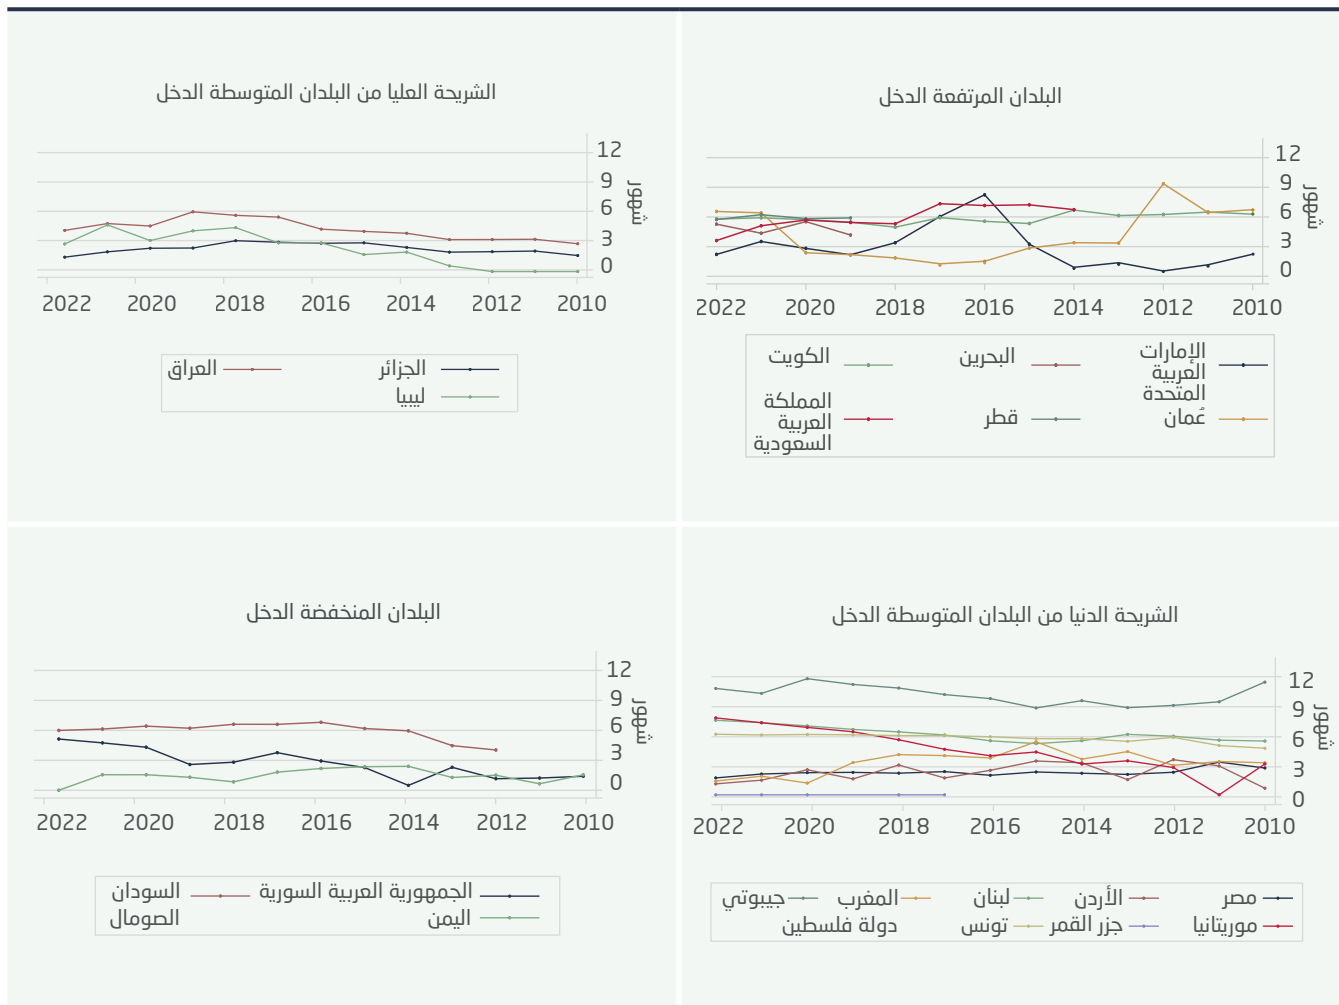 البلدان المرتفعة الدخل
12
9
6
3
0
شهور
2022 2020 2018 2016 2014 2012 2010
الإمارات العربية المتحدة
البحرين
الكويت
عُمان
قطر
المملكة العربية السعودية
الشريحة العليا من البلدان المتوسطة الدخل
12
9
6
3
0
شهور
2022 2020 2018 2016 2014 2012 2010
الجزائر
العراق
ليبيا
الشريحة الدنيا من البلدان المتوسطة الدخل
12
9
6
3
0
شهور
2022 2020 2018 2016 2014 2012 2010
مصر
الأردن
لبنان
المغرب
جيبوتي
موريتانيا
جزر القمر
تونس
دولة فلسطين
البلدان المنخفضة الدخل
12
9
6
3
0
شهور
2022 2020 2018 2016 2014 2012 2010
الجمهورية العربية السورية
السودان
اليمن
الصومال